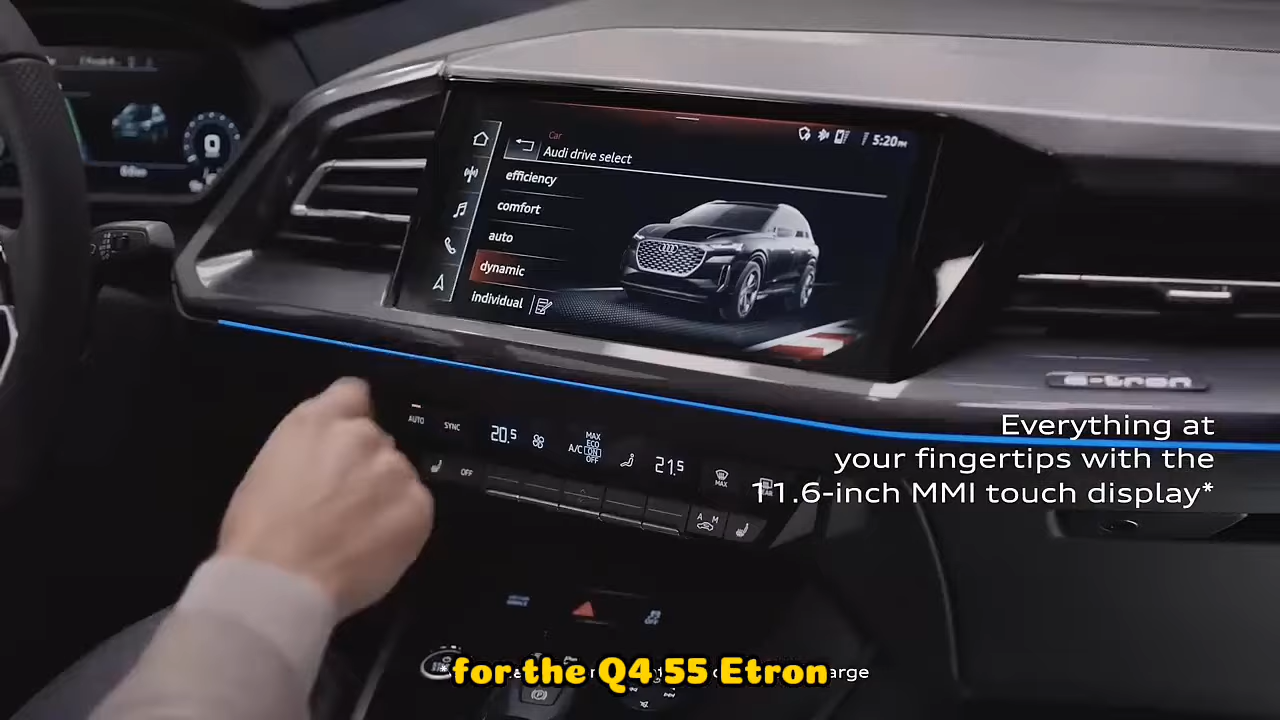 5:20PM
Car
Audi drive select
efficiency
comfort
auto
dynamic
individual
e-tron
Everything at
your fingertips with the
11.6-inch MMI touch display*
AUTO
SYNC
20.5
A/C
MAX
ECO
ON
OFF
21.5
MAX
OFF
A M
OFF
for the Q4 55 Etron